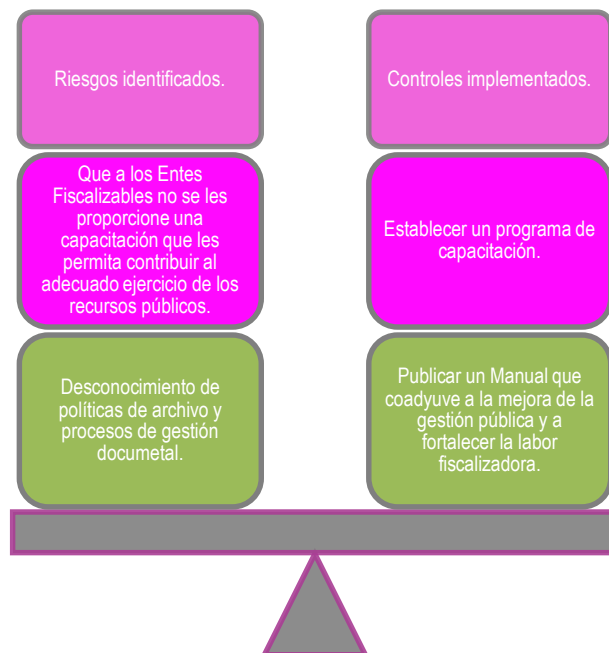 Riesgos identificados.
Controles implementados.
Que a los Entes
Fiscalizables no se les
proporcione una
capacitación que les
permita contribuir al
adecuado ejercicio de los
recursos públicos.
Establecer un programa de
capacitación.
Desconocimiento de
políticas de archivo y
procesos de gestión
documetal.
Publicar un Manual que
coadyuve a la mejora de la
gestión pública y a
fortalecer la labor
fiscalizadora.